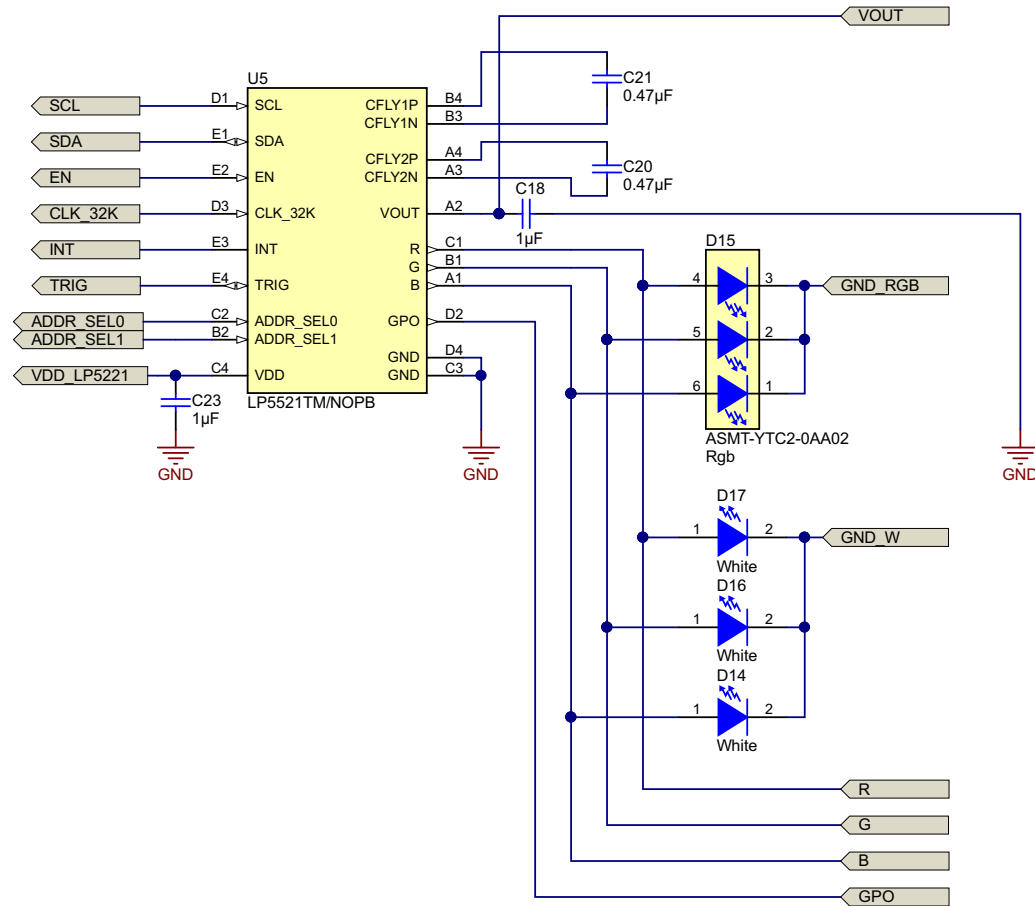 VOUT
U5
C21
0.47µF
SCL D1 SCL CFLY1P B4
CFLY1N B3
SDA E1 SDA
CFLY2P A4
EN E2 EN CFLY2N A3
C20
0.47µF
CLK_32K D3 CLK_32K VOUT A2
C18
1µF
INT E3 INT R C1
G B1
TRIG E4 TRIG B A1
ADDR_SEL0 C2 ADDR_SEL0 GPO D2
ADDR_SEL1 B2 ADDR_SEL1
GND D4
VDD_LP5221 C4 VDD GND C3
LP5521TM/NOPB
C23
1µF
GND
GND
D15
4 3 GND_RGB
5 2
6 1
ASMT-YTC2-0AA02
Rgb
GND
D17
1 2 GND_W
White
D16
1 2
White
D14
1 2
White
R
G
B
GPO